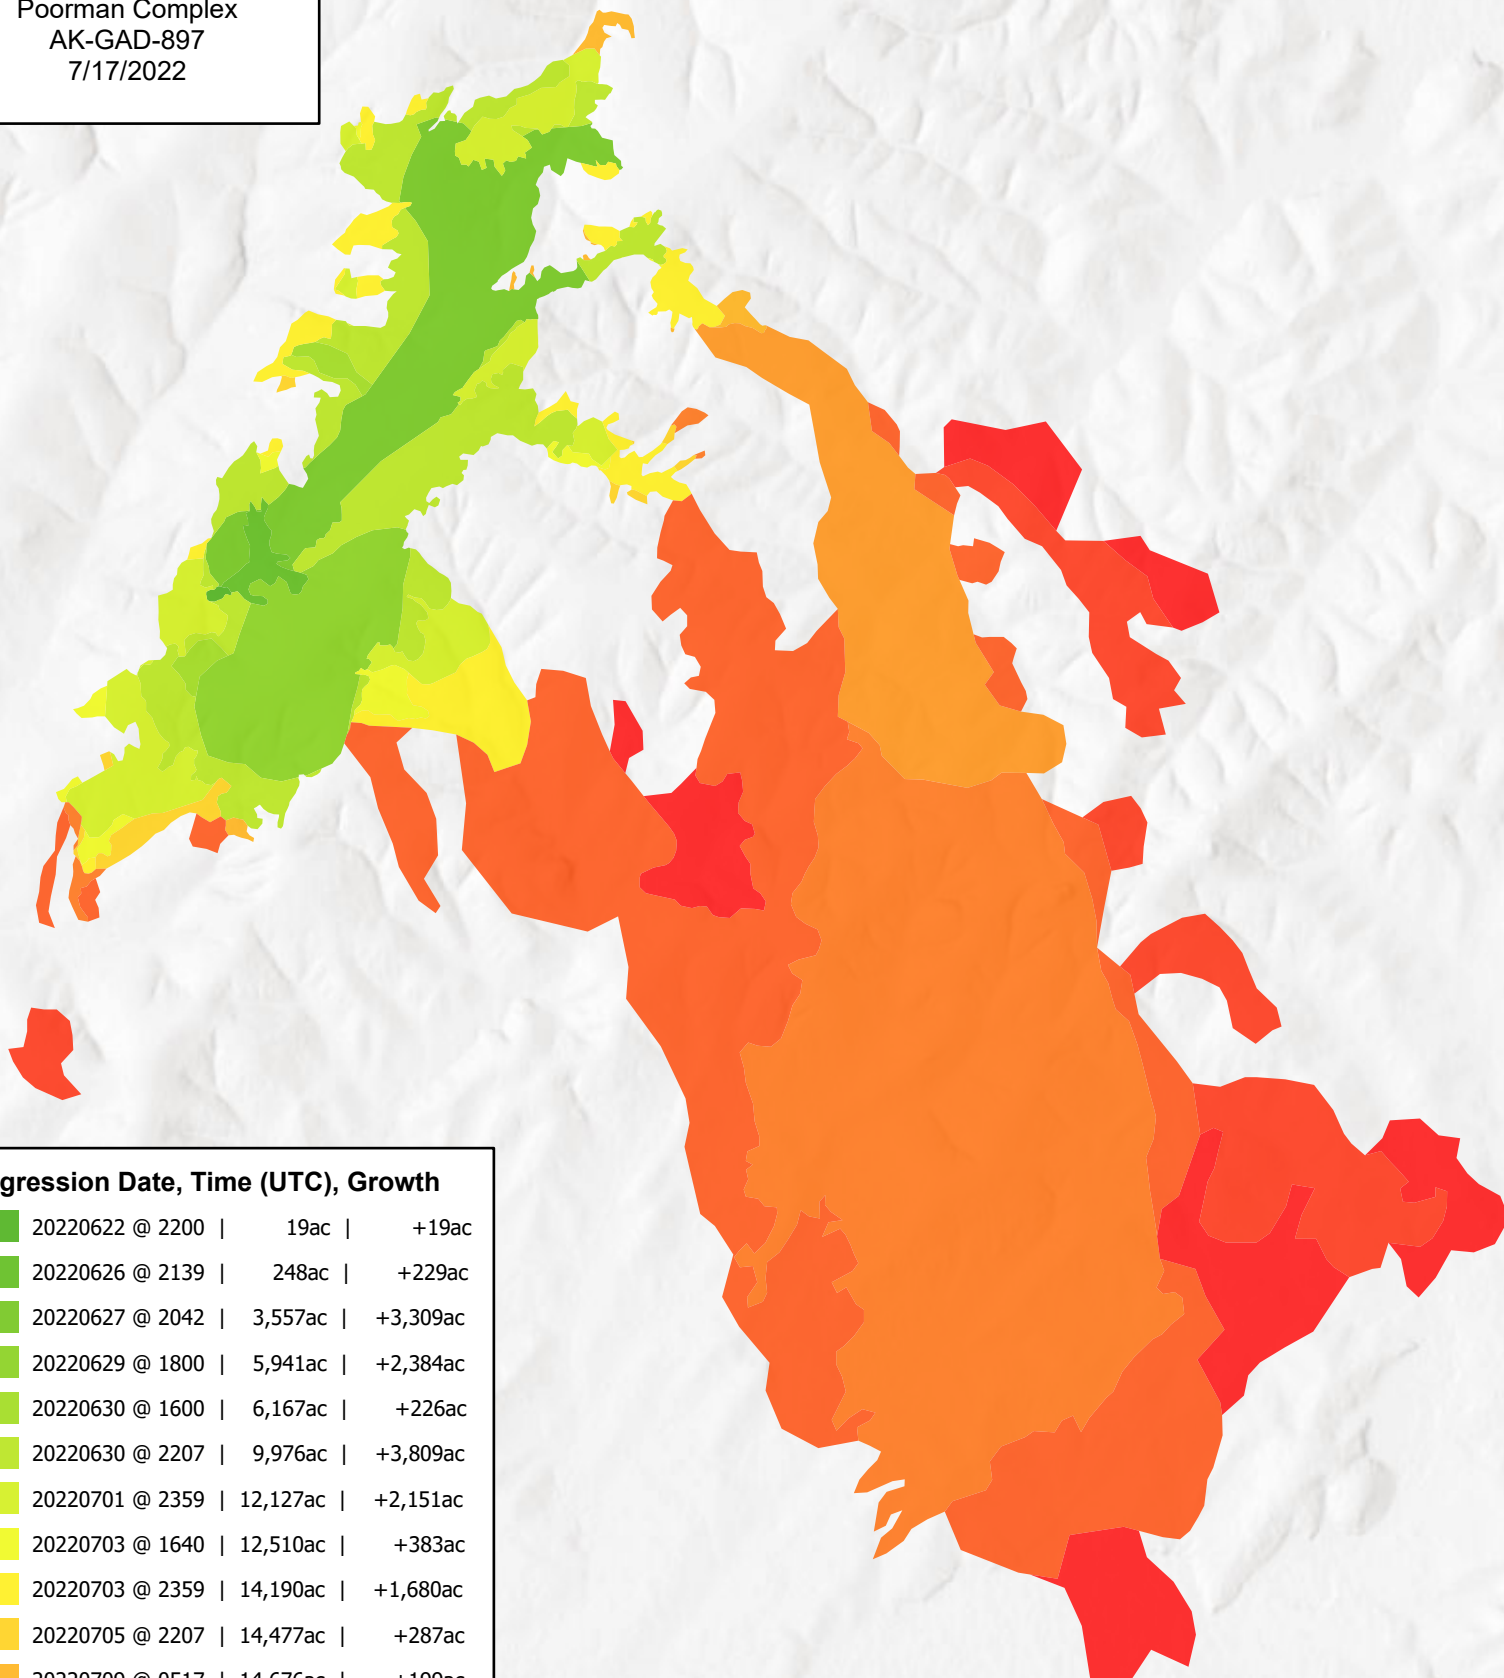 Poorman Complex
AK-GAD-897
7/17/2022
gression Date, Time (UTC), Growth
20220622 @ 2200 | 19ac | +19ac
20220626 @ 2139 | 248ac | +229ac
20220627 @ 2042 | 3,557ac | +3,309ac
20220629 @ 1800 | 5,941ac | +2,384ac
20220630 @ 1600 | 6,167ac | +226ac
20220630 @ 2207 | 9,976ac | +3,809ac
20220701 @ 2359 | 12,127ac | +2,151ac
20220703 @ 1640 | 12,510ac | +383ac
20220703 @ 2359 | 14,190ac | +1,680ac
20220705 @ 2207 | 14,477ac | +287ac